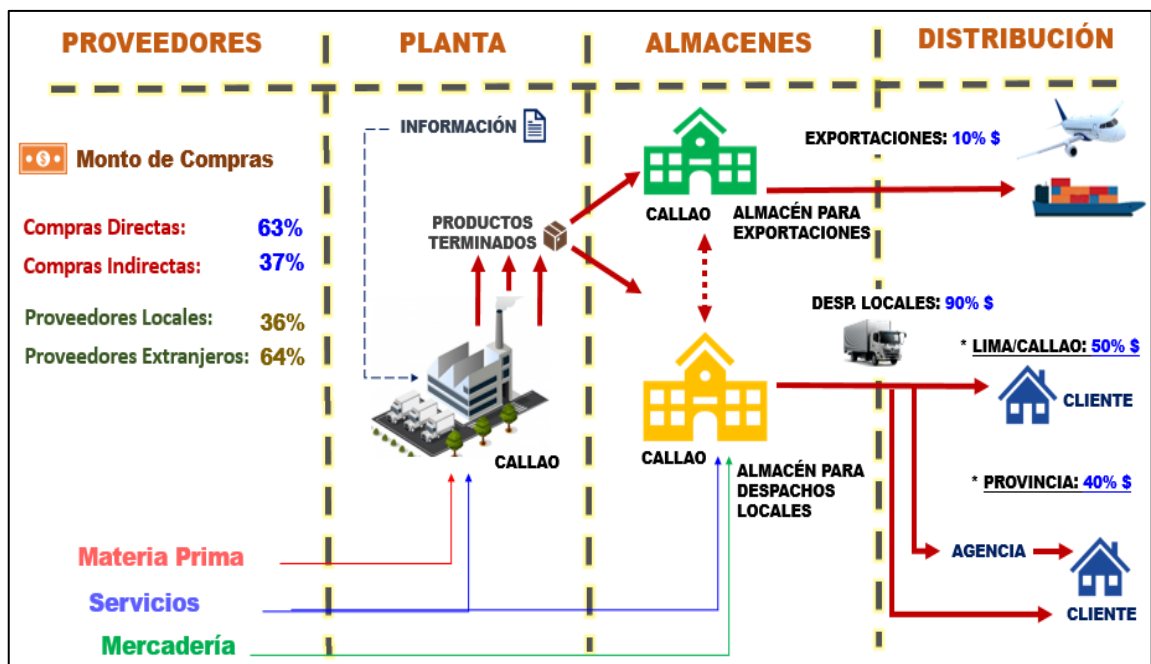 PROVEEDORES
PLANTA
ALMACENES
DISTRIBUCIÓN
Monto de Compras
Compras Directas: 63%
Compras Indirectas: 37%
Proveedores Locales: 36%
Proveedores Extranjeros: 64%
INFORMACIÓN
PRODUCTOS
TERMINADOS
CALLAO
CALLAO
ALMACÉN PARA
EXPORTACIONES
CALLAO
ALMACÉN PARA
DESPACHOS
LOCALES
EXPORTACIONES: 10% $
DESP. LOCALES: 90% $
* LIMA/CALLAO: 50% $
CLIENTE
* PROVINCIA: 40% $
AGENCIA
CLIENTE
Materia Prima
Servicios
Mercadería